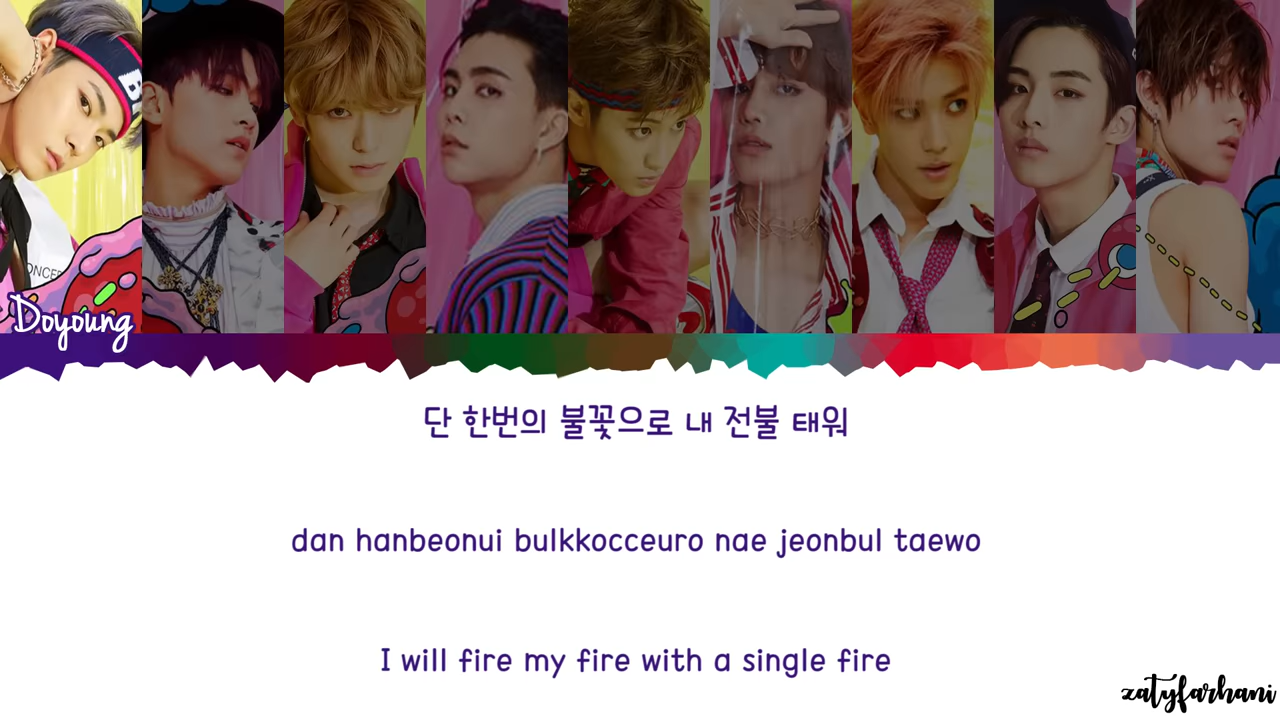 Doyoung
단 한번의 불꽃으로 내 전불 태워
dan hanbeonui bulkkocceuro nae jeonbul taewo
I will fire my fire with a single fire
zatyfarhani